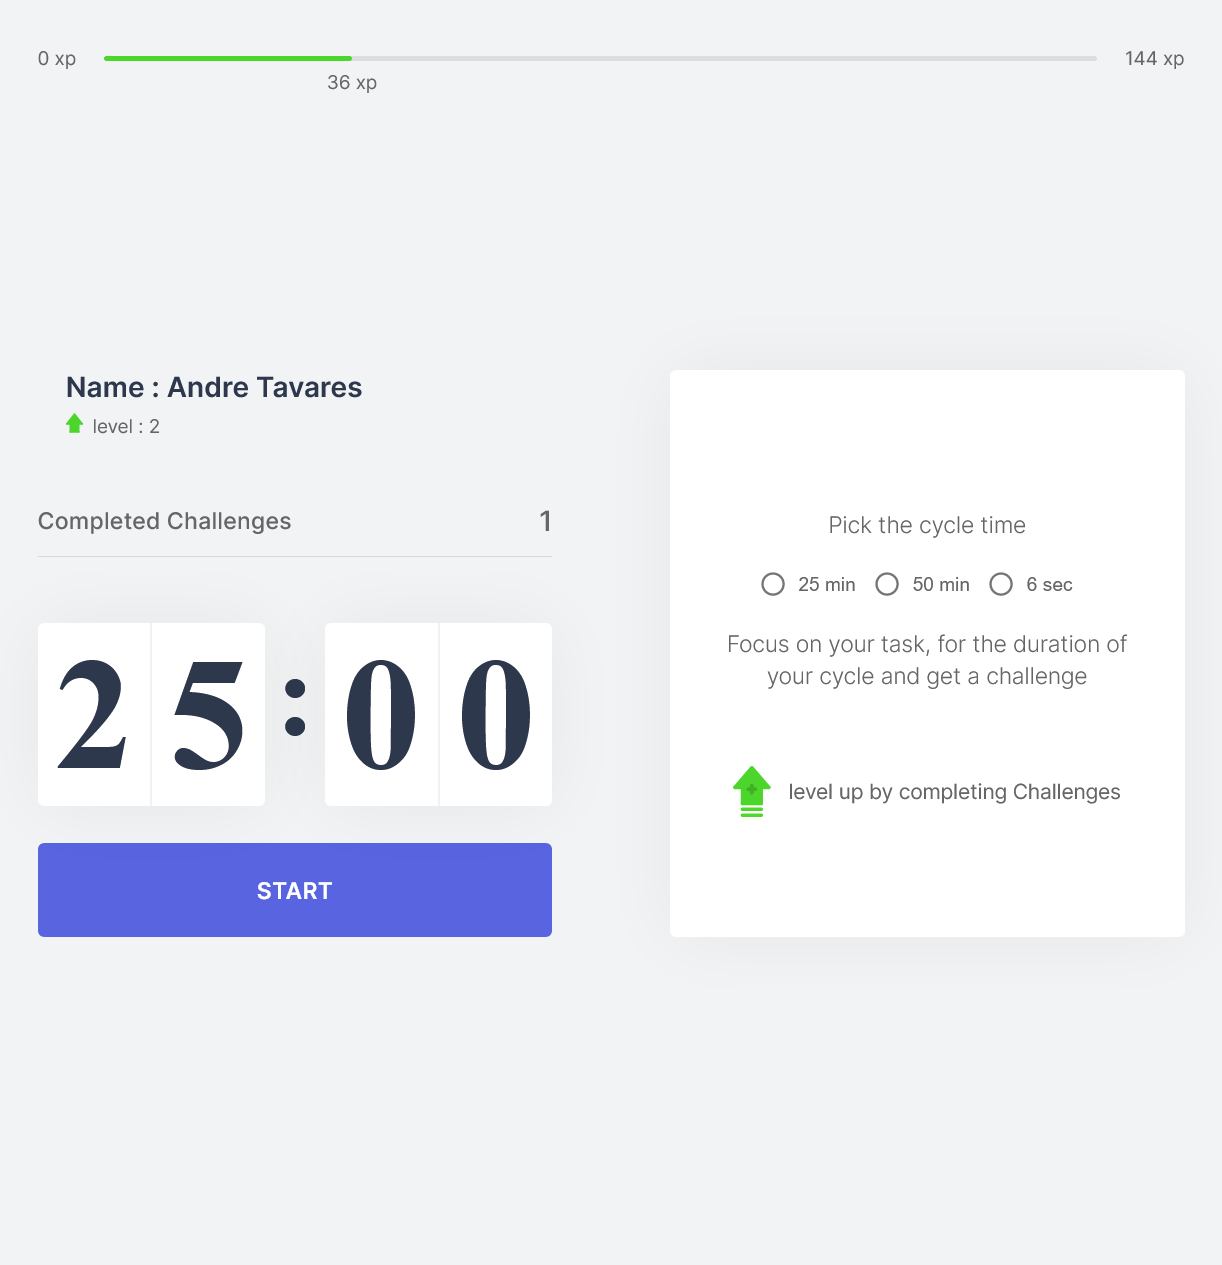 0 xp
144 xp
36 xp
Name : Andre Tavares
level : 2
Completed Challenges 1
25:00
START
Pick the cycle time
25 min 50 min 6 sec
Focus on your task, for the duration of
your cycle and get a challenge
level up by completing Challenges